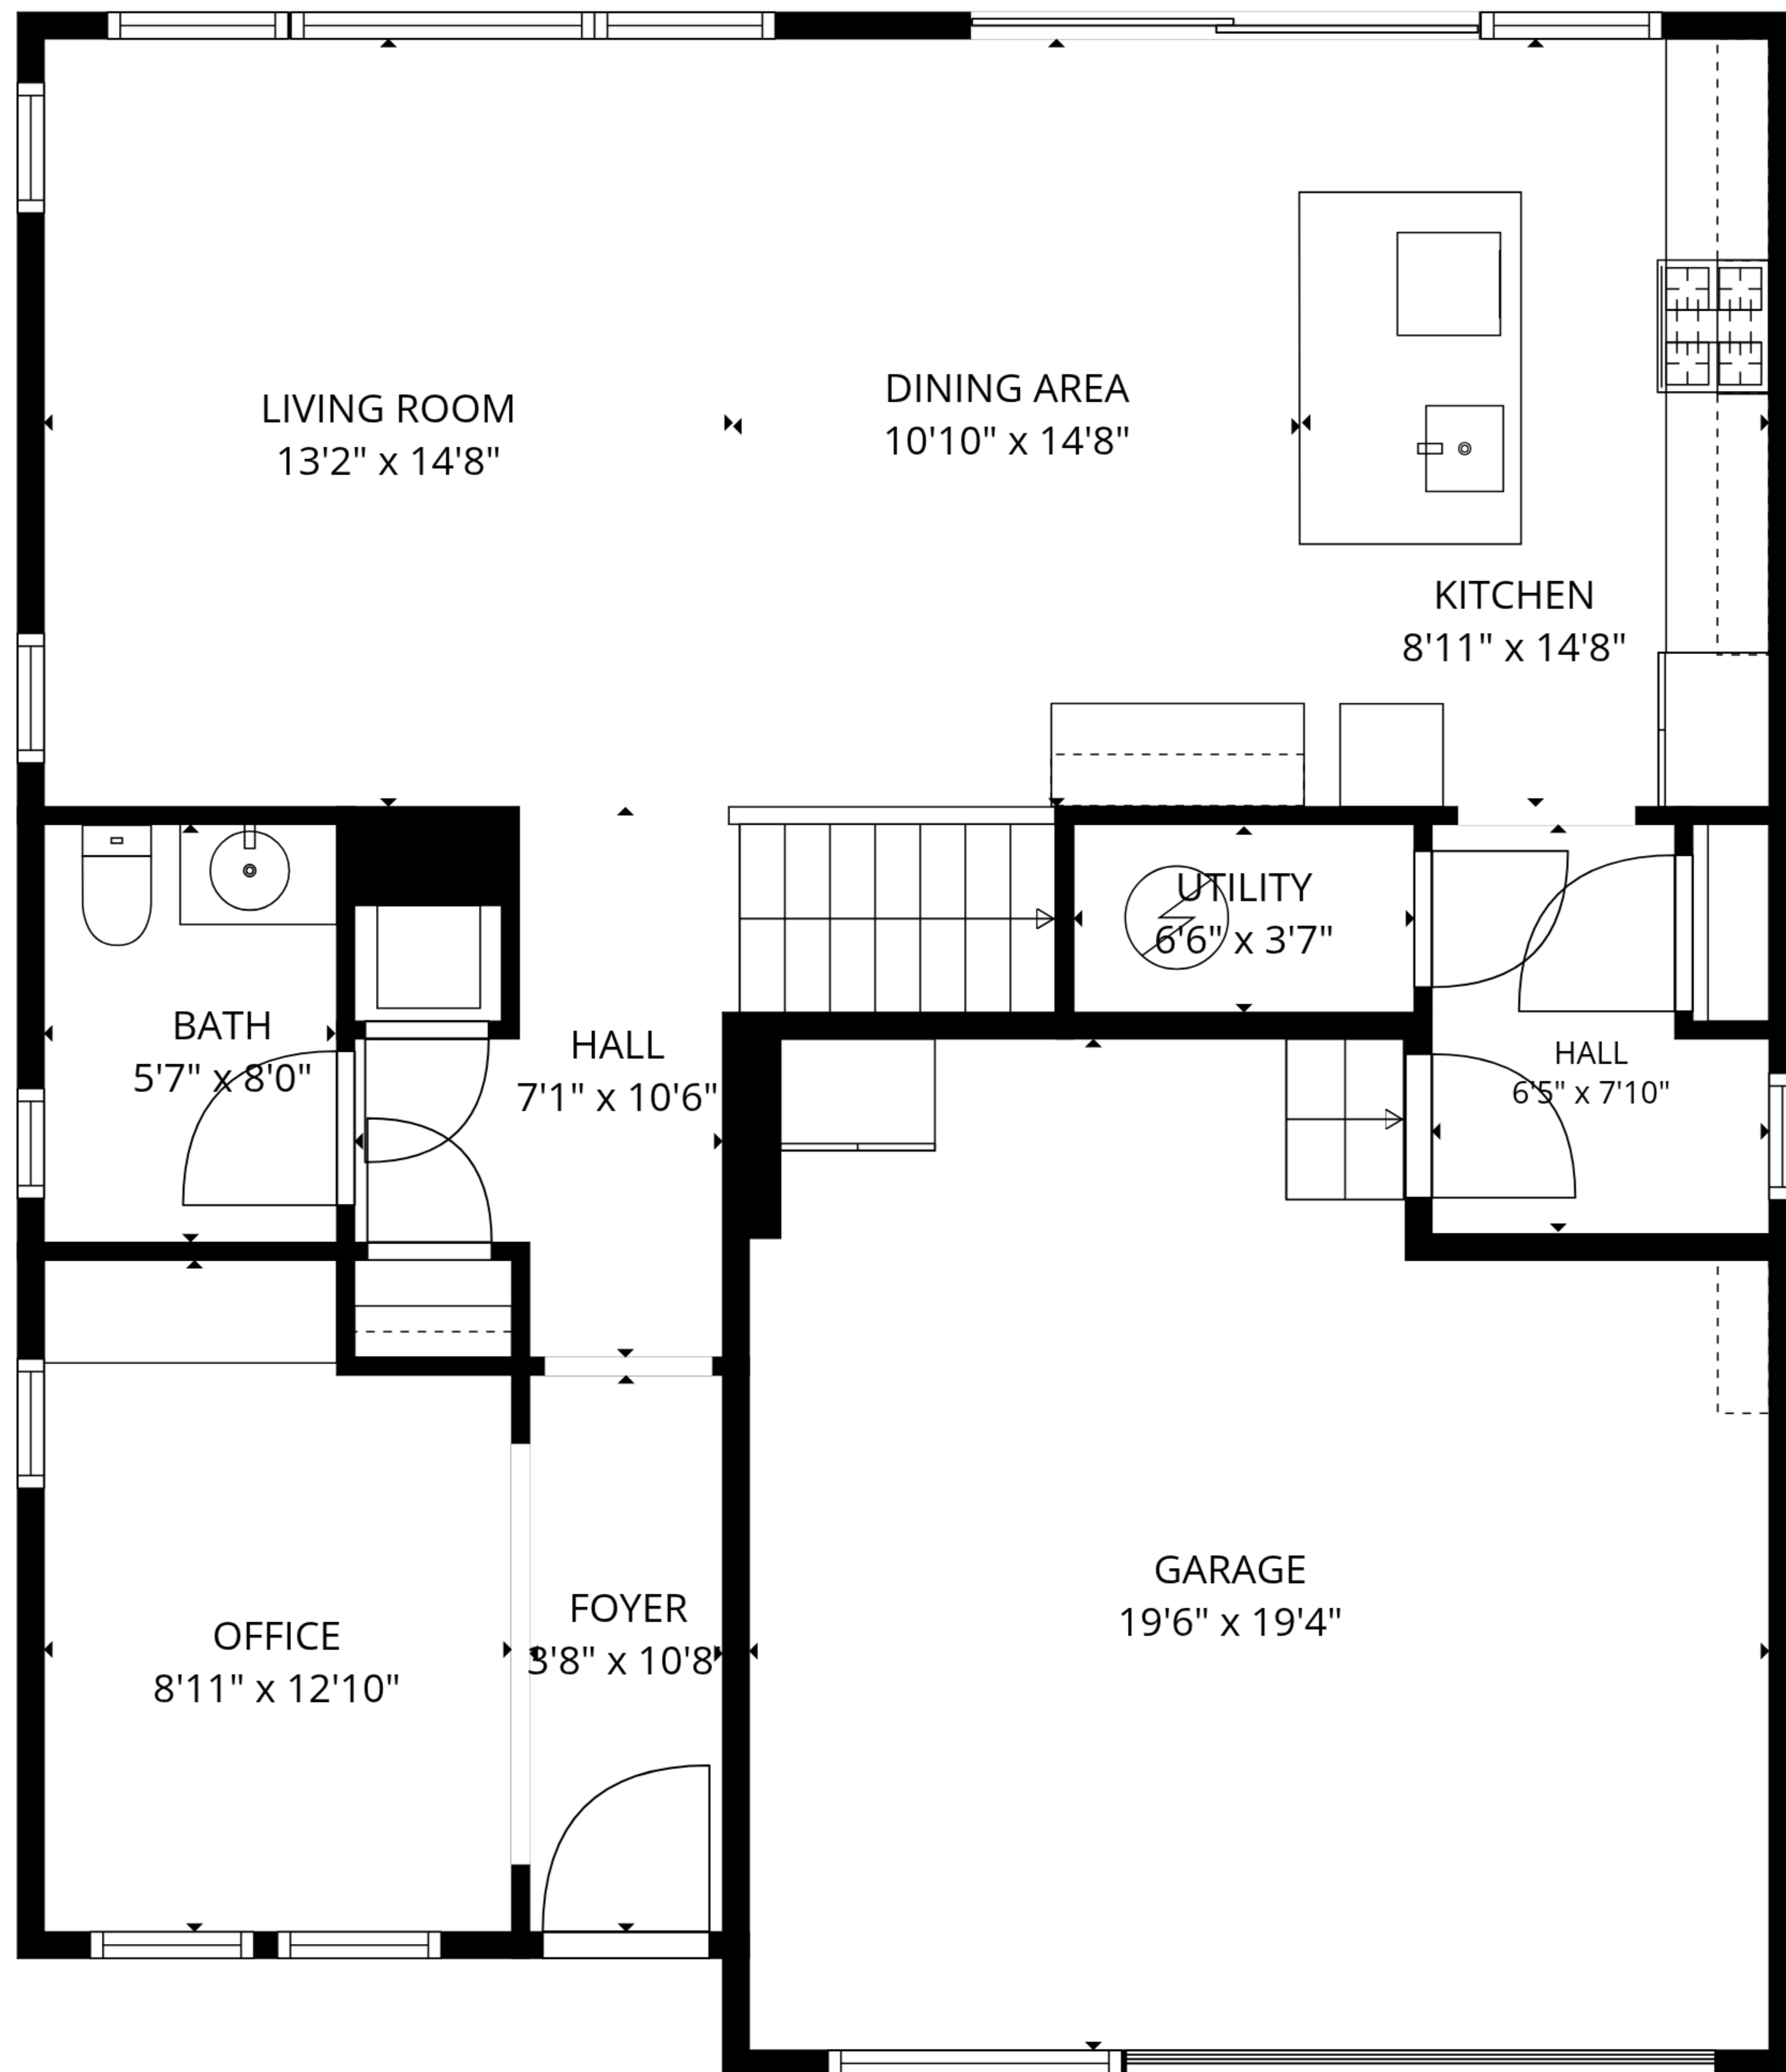 LIVING ROOM
13'2" x 14'8"
DINING AREA
10'10" x 14'8"
KITCHEN
8'11" x 14'8"
UTILITY
6'6" x 3'7"
BATH
5'7" x 8'0"
HALL
7'1" x 10'6"
HALL
6'5" x 7'10"
GARAGE
19'6" x 19'4"
FOYER
3'8" x 10'8"
OFFICE
8'11" x 12'10"